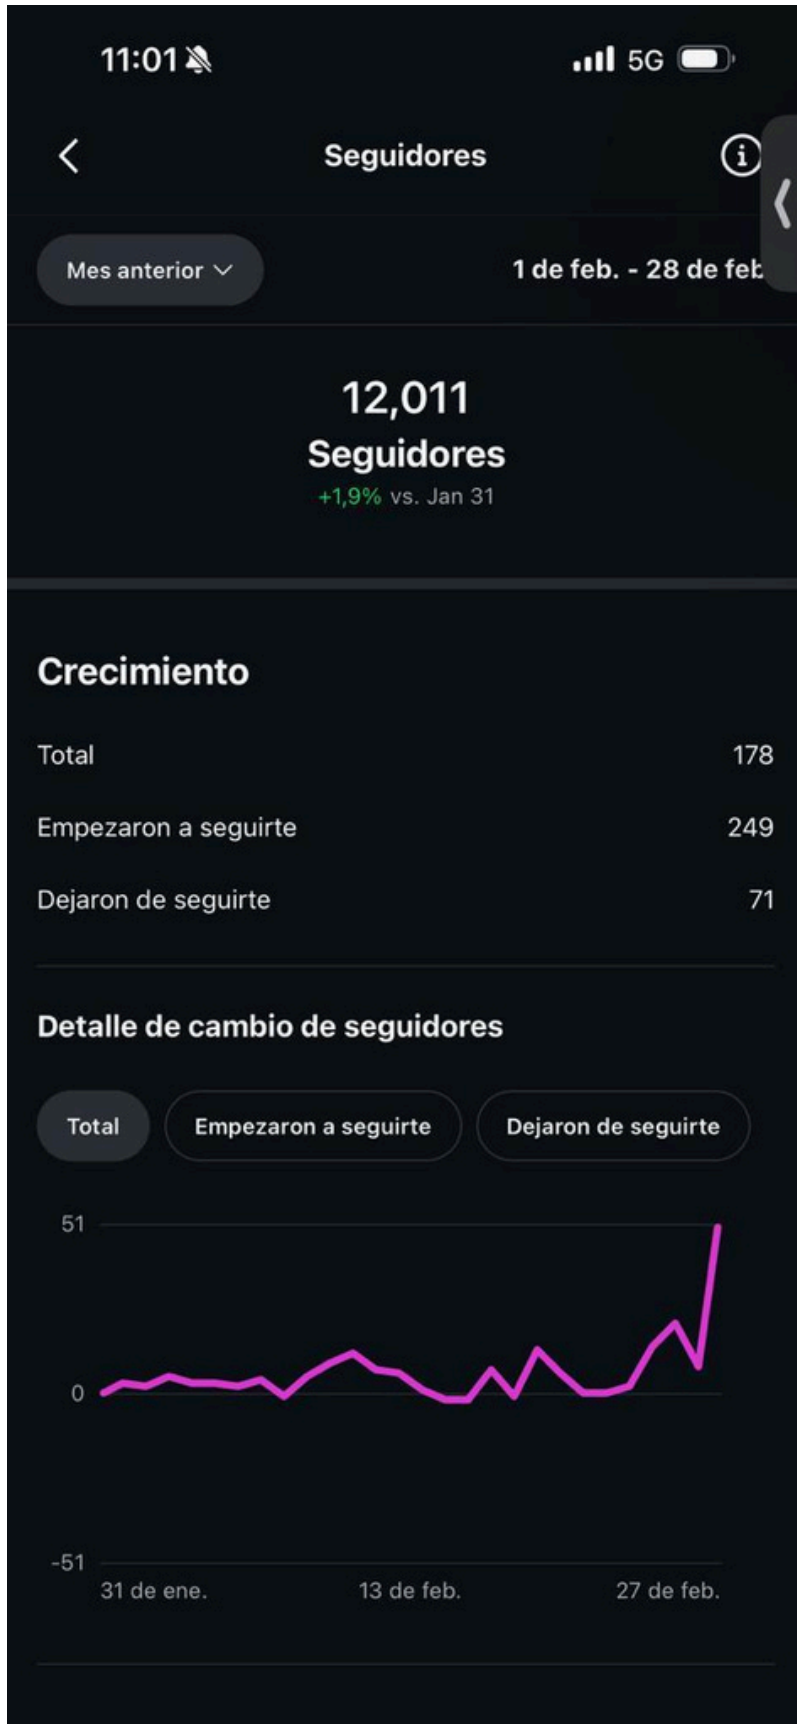 11:01
5G
Seguidores
Mes anterior
1 de feb. - 28 de feb
12,011
Seguidores
+1,9% vs. Jan 31
Crecimiento
Total 178
Empezaron a seguirte 249
Dejaron de seguirte 71
Detalle de cambio de seguidores
Total Empezaron a seguirte Dejaron de seguirte
51
0
-51
31 de ene. 13 de feb. 27 de feb.